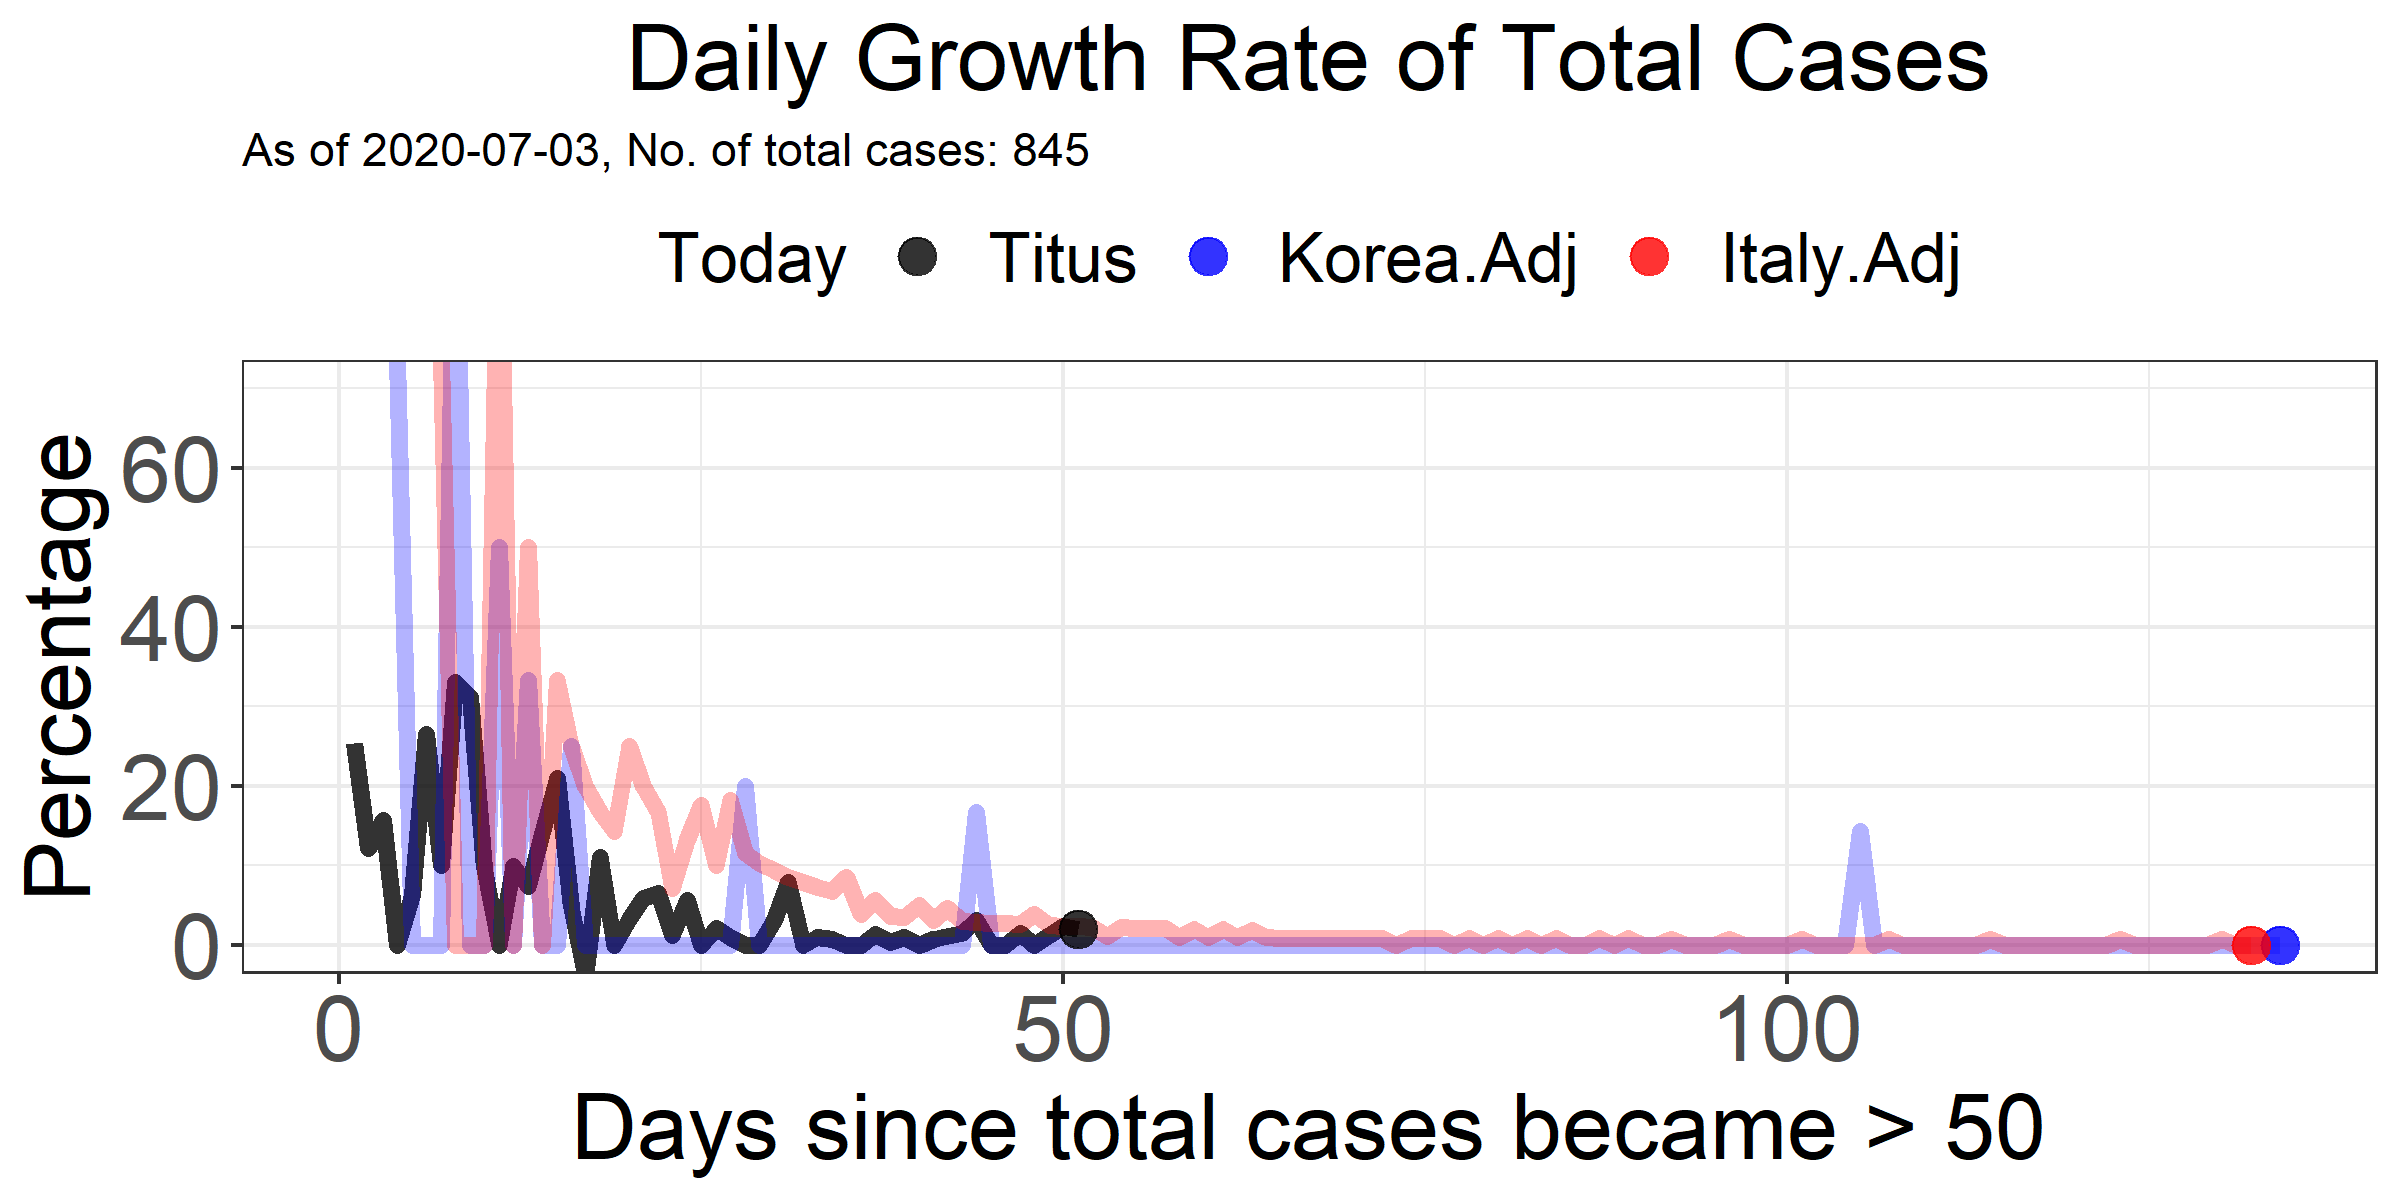 Daily Growth Rate of Total Cases
As of 2020-07-03, No. of total cases: 845
Today Titus Korea.Adj Italy.Adj
Percentage
60
40
20
0
0 50 100
Days since total cases became > 50